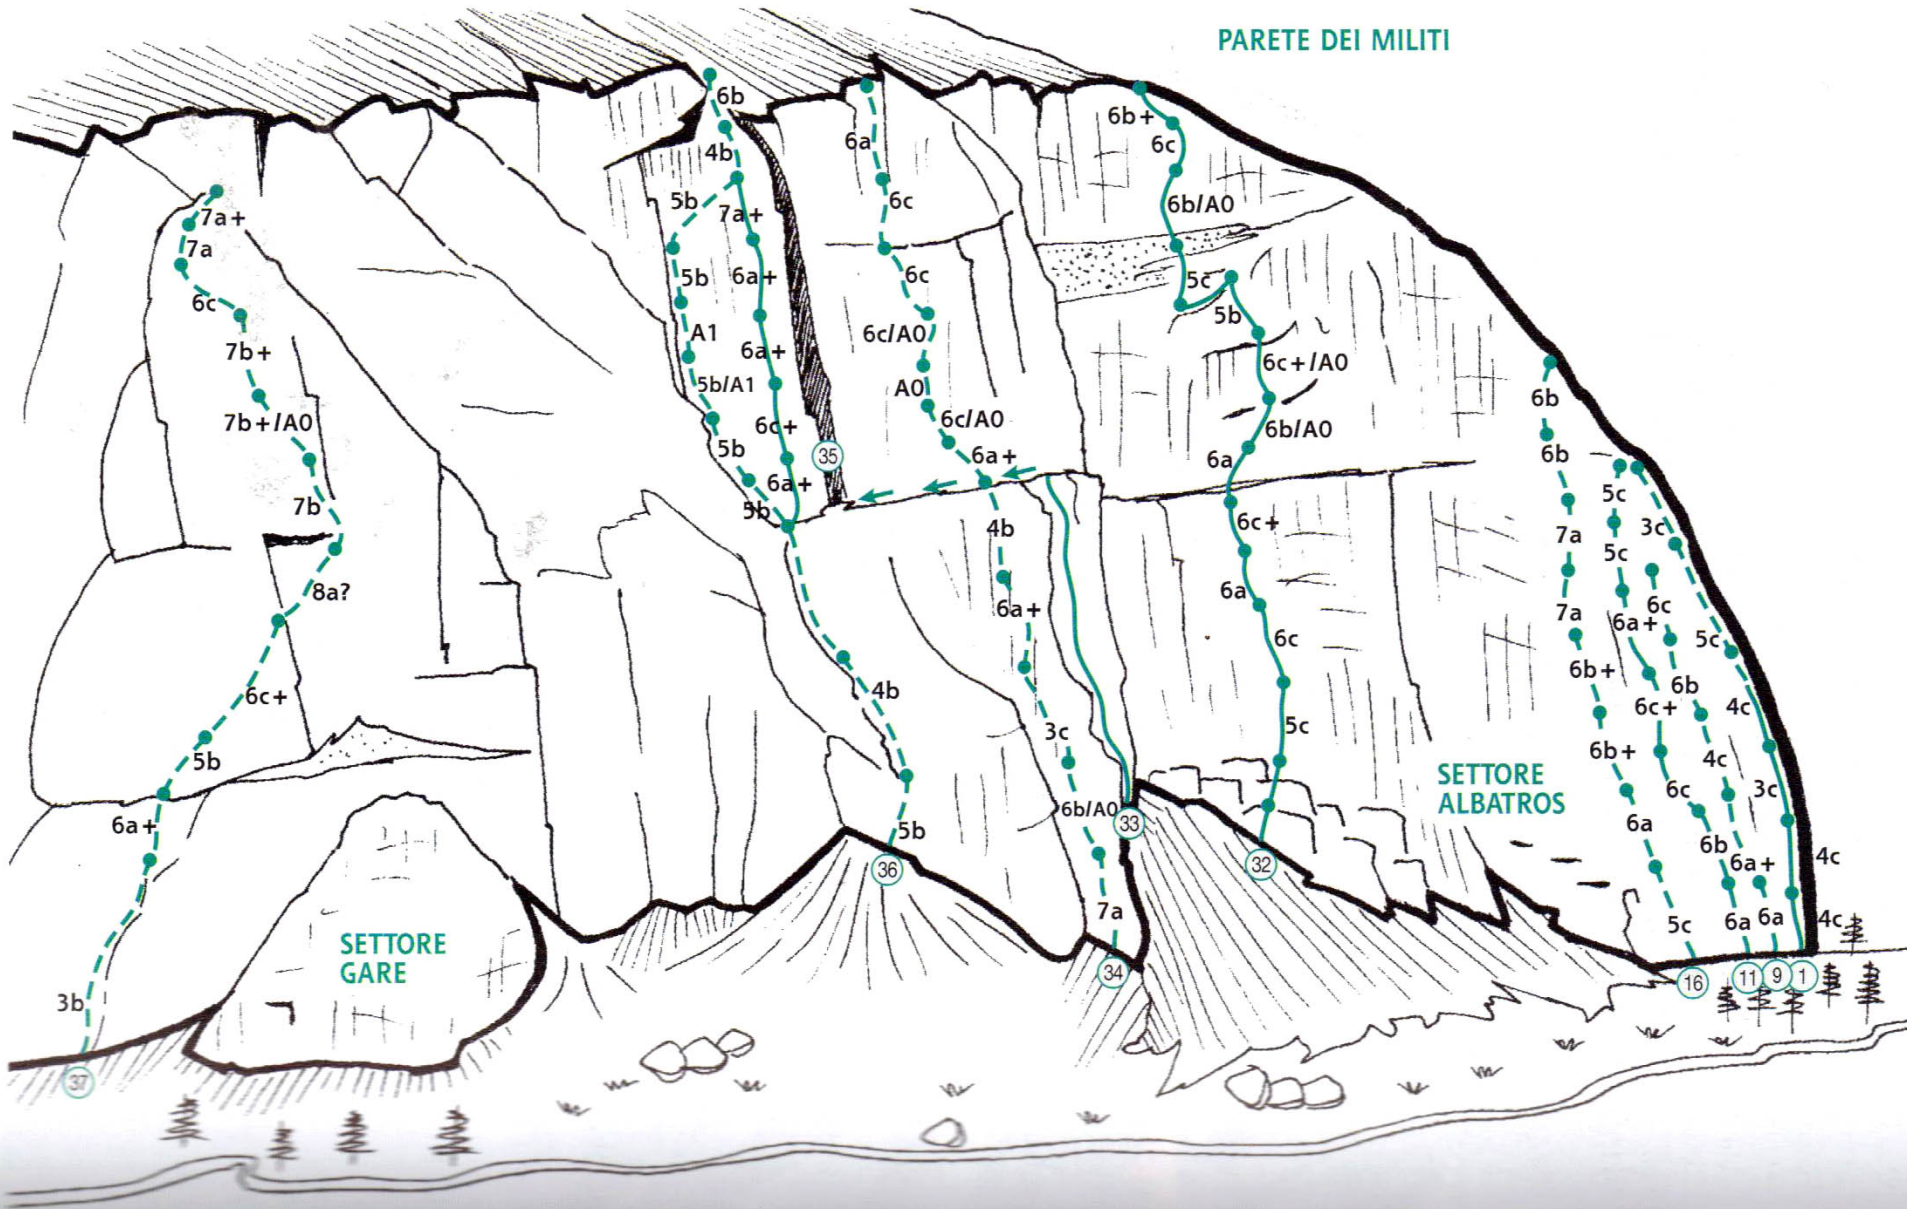 PARETE DEI MILITI
6b
6b+
6a
6c
4b
5b
6c
6b/A0
7a+
7a+
7a
5b
6a+
6c
5c
6c
5b
7b+
A1
6a+
6c/A0
6c+/A0
5b/A1
A0
6b
7b+/A0
6c+
6c/A0
6b/A0
5b
35
6a+
6a
6b
6a+
5c
7b
5b
4b
6c+
3c
7a
5c
8a?
6a+
6a
6c
7a
6a+
6c
5c
6c+
4b
6b+
6b
6c+
4c
3c
5c
5b
6b+
4c
SETTORE
ALBATROS
6c
3c
6a+
6b/A0
33
5b
6a
6b
36
32
6a+
4c
7a
5c
6a
6a
4c
SETTORE
GARE
34
16
11
9
1
3b
37